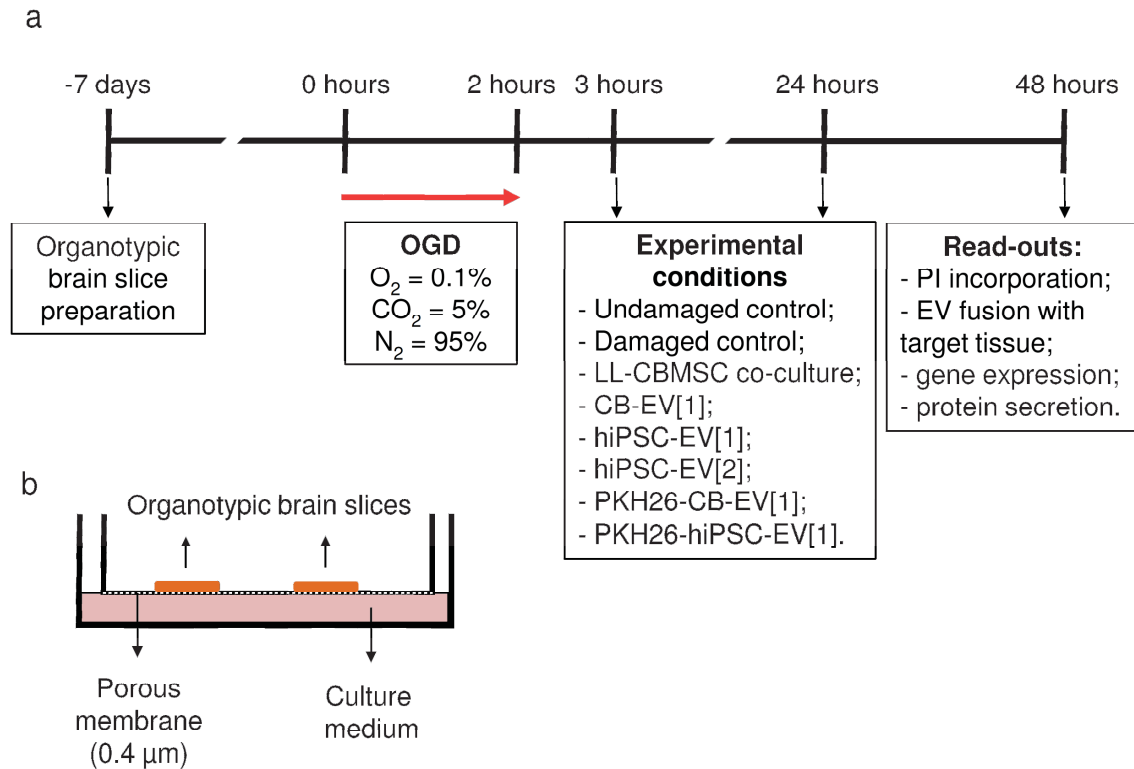 a
-7 days
0 hours
2 hours
3 hours
24 hours
48 hours
Organotypic
brain slice
preparation
OGD
O2 = 0.1%
CO2 = 5%
N2 = 95%
Experimental
conditions
- Undamaged control;
- Damaged control;
- LL-CBMSC co-culture;
- CB-EV[1];
- hiPSC-EV[1];
- hiPSC-EV[2];
- PKH26-CB-EV[1];
- PKH26-hiPSC-EV[1].
Read-outs:
- PI incorporation;
- EV fusion with
target tissue;
- gene expression;
- protein secretion.
b
Organotypic brain slices
Porous
membrane
(0.4 µm)
Culture
medium